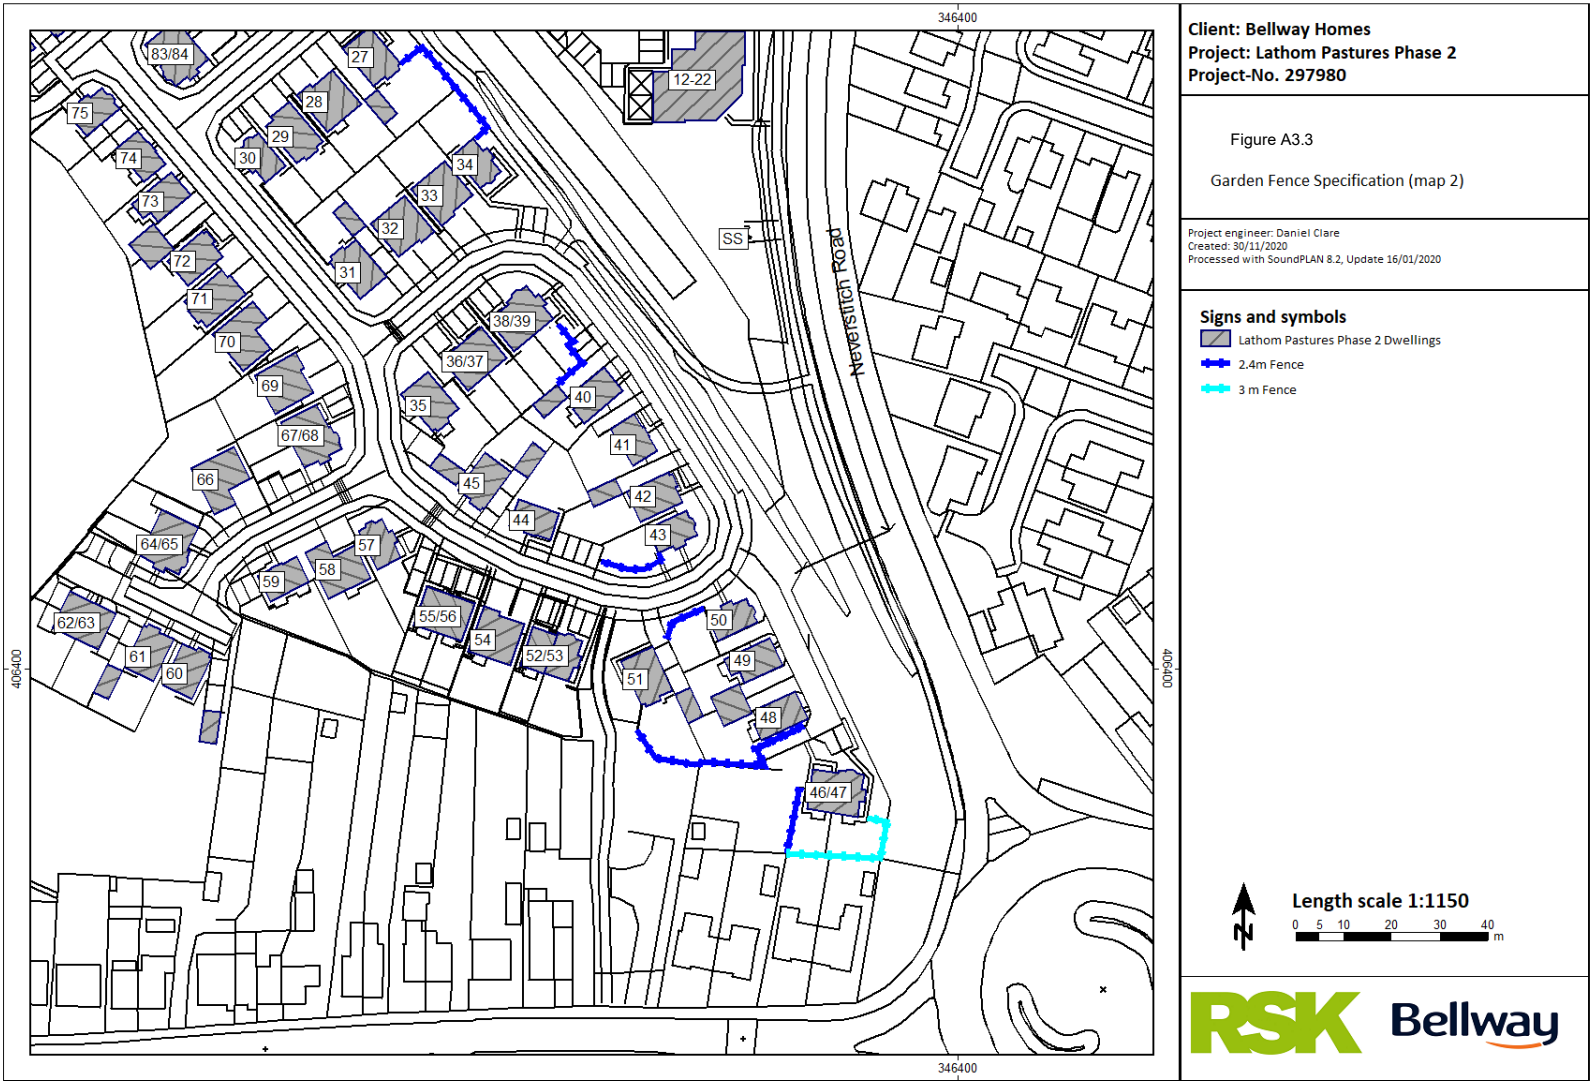 346400
Client: Bellway Homes
Project: Lathom Pastures Phase 2
Project-No. 297980
Figure A3.3
Garden Fence Specification (map 2)
Project engineer: Daniel Clare
Created: 30/11/2020
Processed with SoundPLAN 8.2, Update 16/01/2020
Signs and symbols
Lathom Pastures Phase 2 Dwellings
2.4m Fence
3 m Fence
83/84
27
12-22
28
75
29
30
74
34
33
73
32
SS
72
31
Neverstitch Road
71
38/39
70
36/37
69
40
35
67/68
41
66
45
42
44
43
64/65
57
58
59
55/56
50
62/63
54
52/53
61
49
60
51
48
46/47
406400
406400
N
Length scale 1:1150
0 5 10 20 30 40
m
RSK
Bellway
346400